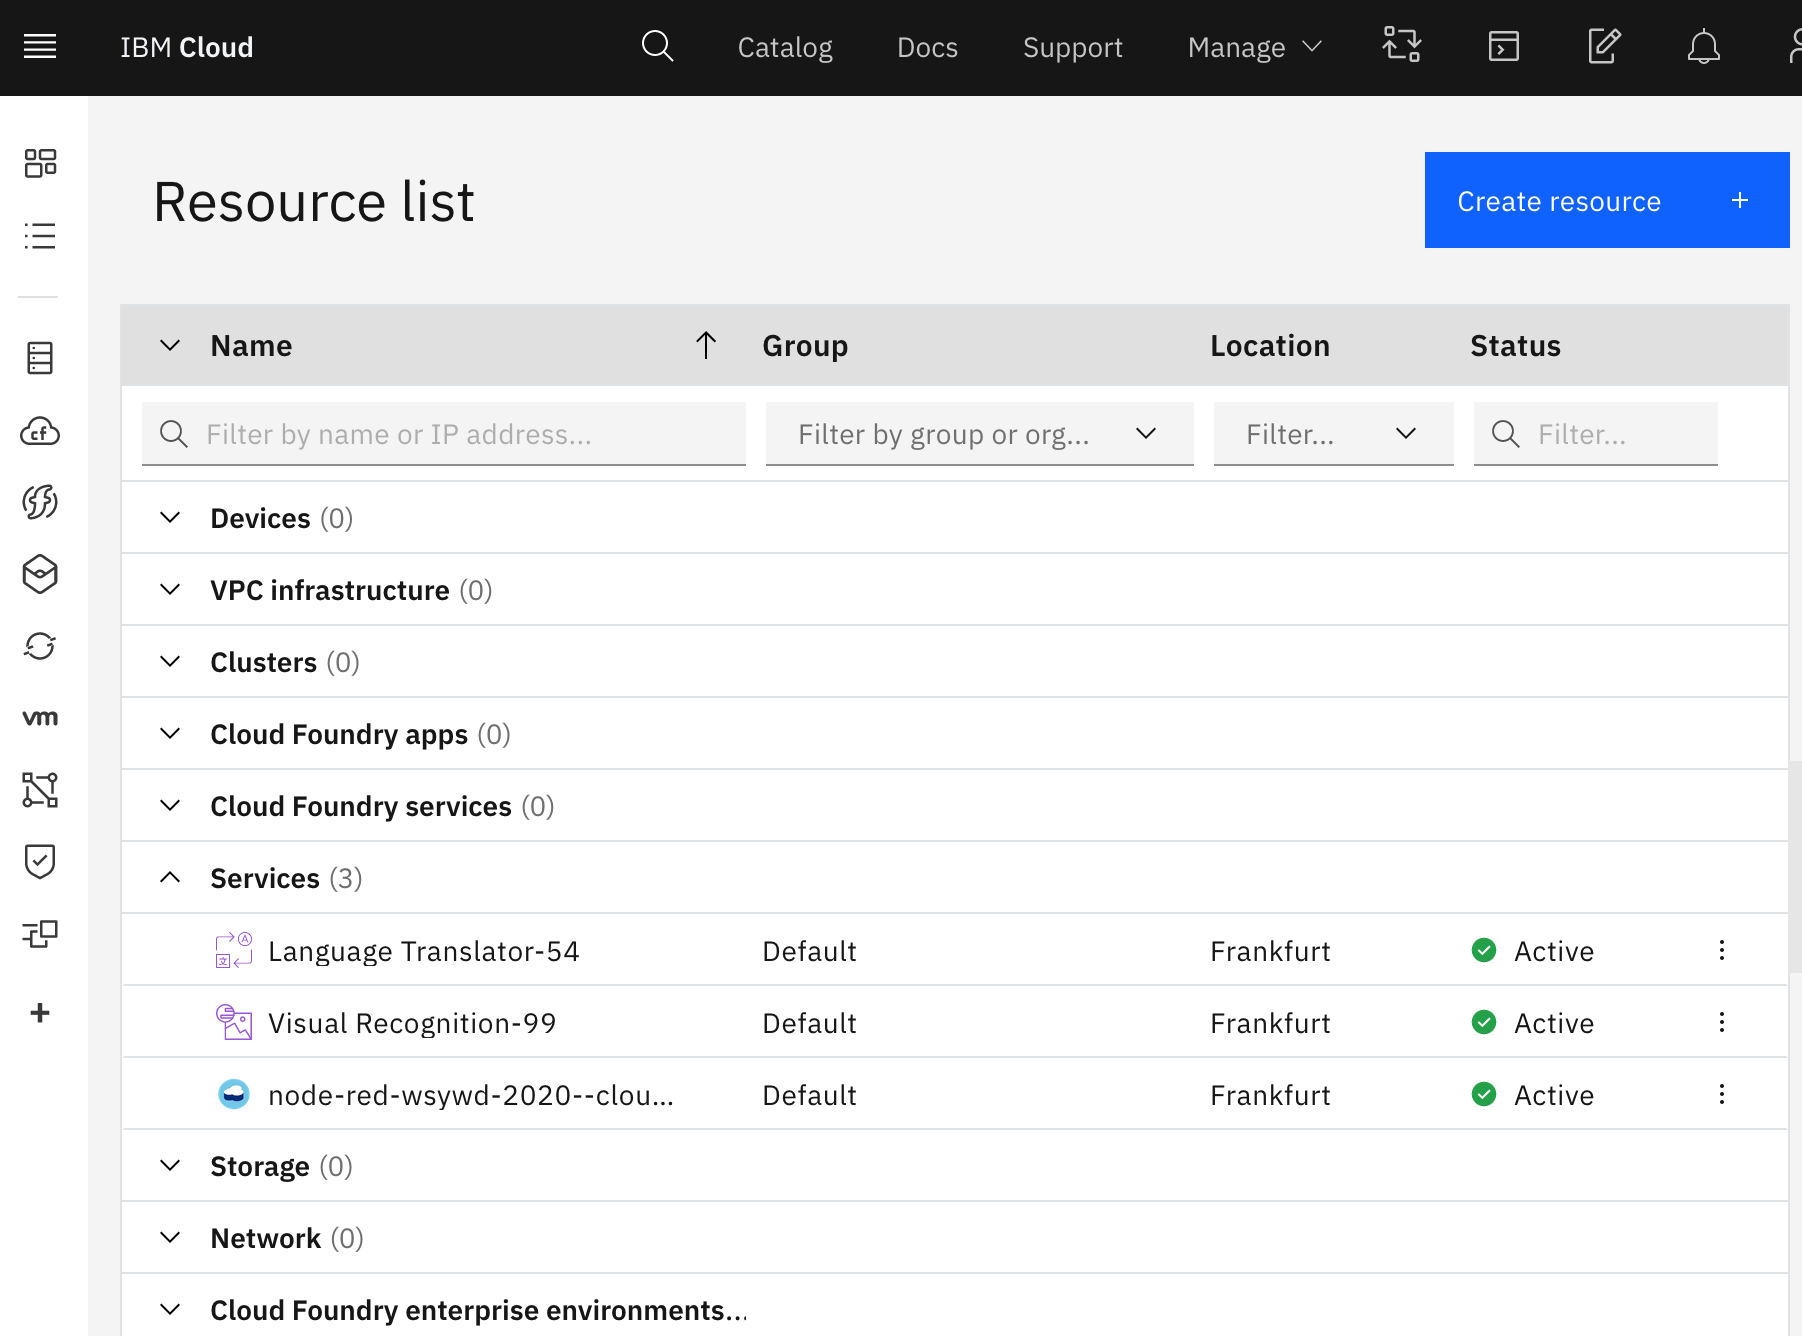 IBM Cloud Catalog Docs Support Manage
Resource list
Create resource +
Name Group Location Status
Filter by name or IP address... Filter by group or org... Filter... Filter...
Devices (0)
VPC infrastructure (0)
Clusters (0)
cf
Cloud Foundry apps (0)
vm
Cloud Foundry services (0)
Services (3)
Language Translator-54 Default Frankfurt Active
Visual Recognition-99 Default Frankfurt Active
node-red-wsywd-2020--clou... Default Frankfurt Active
Storage (0)
Network (0)
Cloud Foundry enterprise environments...